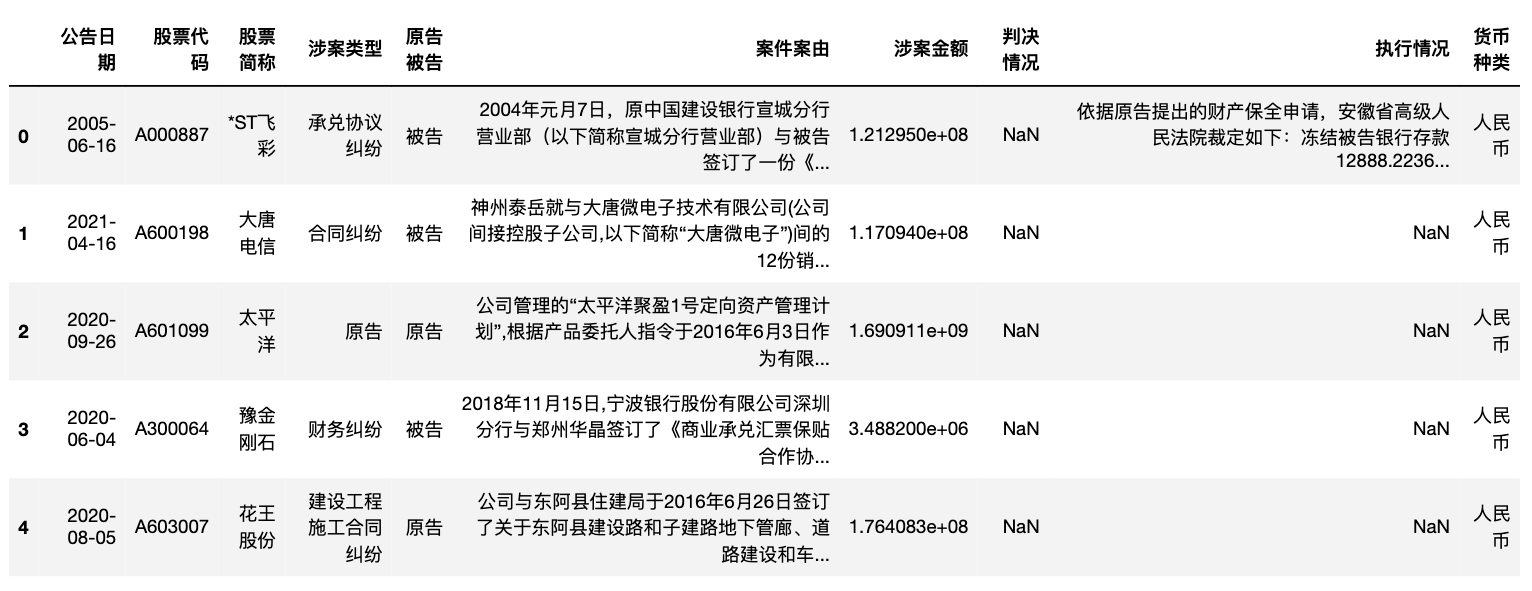 公告日期 股票代码 股票简称 涉案类型 原告被告 案件案由 涉案金额 判决情况 执行情况 货币种类
0 2005-06-16 A000887 *ST飞彩 承兑协议纠纷 被告 2004年元月7日，原中国建设银行宣城分行营业部（以下简称宣城分行营业部）与被告签订了一份《... 1.212950e+08 NaN 依据原告提出的财产保全申请，安徽省高级人民法院裁定如下：冻结被告银行存款12888.2236... 人民币
1 2021-04-16 A600198 大唐电信 合同纠纷 被告 神州泰岳就与大唐微电子技术有限公司(公司间接控股子公司,以下简称“大唐微电子”)间的12份销... 1.170940e+08 NaN NaN 人民币
2 2020-09-26 A601099 太平洋 原告 原告 公司管理的“太平洋聚盈1号定向资产管理计划”,根据产品委托人指令于2016年6月3日作为有限... 1.690911e+09 NaN NaN 人民币
3 2020-06-04 A300064 豫金刚石 财务纠纷 被告 2018年11月15日,宁波银行股份有限公司深圳分行与郑州华晶签订了《商业承兑汇票保贴合作协... 3.488200e+06 NaN NaN 人民币
4 2020-08-05 A603007 花王股份 建设工程施工合同纠纷 原告 公司与东阿县住建局于2016年6月26日签订了关于东阿县建设路和子建路地下管廊、道路建设和车... 1.764083e+08 NaN NaN 人民币